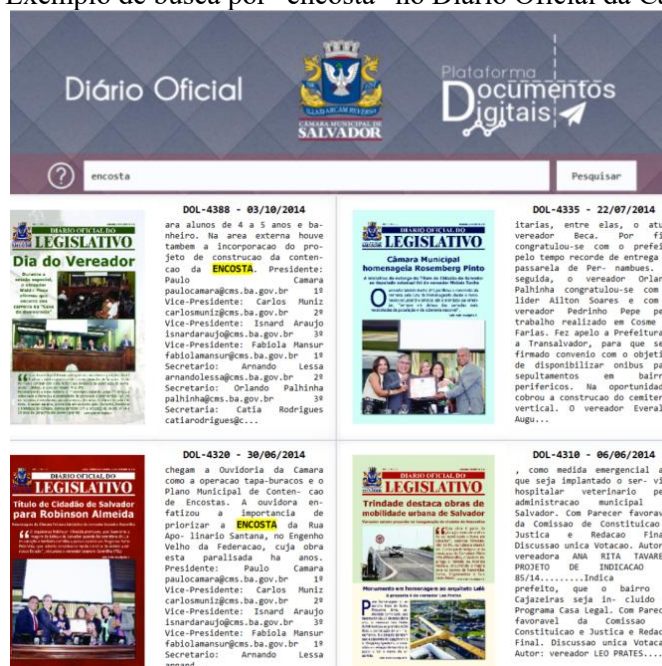 Exemplo de busca por "encosta" no Diário Oficial da Câ
Diário Oficial
CÂMARA MUNICIPAL DE
SALVADOR
Plataforma
Documentos
Digitais
?
encosta
Pesquisar
DOL-4388 - 03/10/2014
ara alunos de 4 a 5 anos e ba-
nheiro. Na area externa houve
tambem a incorporacao do pro-
jeto de construcao da conten-
cao da ENCOSTA. Presidente:
Paulo Camara
paulocamara@cms.ba.gov.br 1º
Vice-Presidente: Carlos Muniz
carlosmuniz@cms.ba.gov.br 2º
Vice-Presidente: Isnard Araujo
isnardaraujo@cms.ba.gov.br 3º
Vice-Presidente: Fabiola Mansur
fabiolamansur@cms.ba.gov.br 1º
Secretario: Arnando Lessa
arnandolessa@cms.ba.gov.br 2º
Secretario: Orlando Palhinha
palhinha@cms.ba.gov.br 3º
Secretaria: Catia Rodrigues
catiarodrigues@c...
DIÁRIO OFICIAL DO
LEGISLATIVO
Dia do Vereador
DOL-4335 - 22/07/2014
itarias, entre elas, o atu
vereador Beca. Por fi
congratulou-se com o prefei
pelo tempo recorde de entrega
passarela de Per- nambues.
seguida, o vereador Orlan
Palhinha congratulou-se com
lider Ailton Soares e com
vereador Pedrinho Pepe pe
trabalho realizado em Cosme
Farias. Fez apelo a Prefeitura
a Transalvador, para que se
firmado convenio com o objeti
de disponibilizar onibus pa
sepultamentos em bairr
perifericos. Na oportunidad
cobrou a construcao do cemiter
vertical. O vereador Everal
Augu...
DIÁRIO OFICIAL DO
LEGISLATIVO
Câmara Municipal
homenageia Rosemberg Pinto
DOL-4320 - 30/06/2014
chegam a Ouvidoria da Camara
como a operacao tapa-buracos e o
Plano Municipal de Conten- cao
de Encostas. A ouvidora en-
fatizou a importancia de
priorizar a ENCOSTA da Rua
Apo- linario Santana, no Engenho
Velho da Federacao, cuja obra
esta paralisada ha anos.
Presidente: Paulo Camara
paulocamara@cms.ba.gov.br 1º
Vice-Presidente: Carlos Muniz
carlosmuniz@cms.ba.gov.br 2º
Vice-Presidente: Isnard Araujo
isnardaraujo@cms.ba.gov.br 3º
Vice-Presidente: Fabiola Mansur
fabiolamansur@cms.ba.gov.br 1º
Secretario: Arnando Lessa
DIÁRIO OFICIAL DO
LEGISLATIVO
Título de Cidadão de Salvador
para Robinson Almeida
DOL-4310 - 06/06/2014
, como medida emergencial a
que seja implantado o ser- vi
hospitalar veterinario pe
administracao municipal
Salvador. Com Parecer favorav
da Comissao de Constituicao
Justica e Redacao Fina
Discussao unica Votacao. Autor
vereadora ANA RITA TAVARE
PROJETO DE INDICACAO
85/14.........Indica
prefeito, que o bairro
Cajazeiras seja in- cluido
Programa Casa Legal. Com Parec
favoravel da Comissao
Constituicao e Justica e Redac
Final. Discussao unica Votaca
Autor: vereador LEO PRATES....
DIÁRIO OFICIAL DO
LEGISLATIVO
Trindade destaca obras de
mobilidade urbana de Salvador
Monumento em homenagem ao arquiteto Lelé